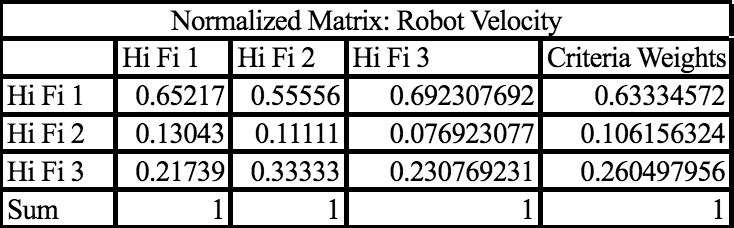 Normalized Matrix: Robot Velocity
Hi Fi 1 Hi Fi 2 Hi Fi 3 Criteria Weights
Hi Fi 1 0.65217 0.55556 0.692307692 0.63334572
Hi Fi 2 0.13043 0.11111 0.076923077 0.106156324
Hi Fi 3 0.21739 0.33333 0.230769231 0.260497956
Sum 1 1 1 1